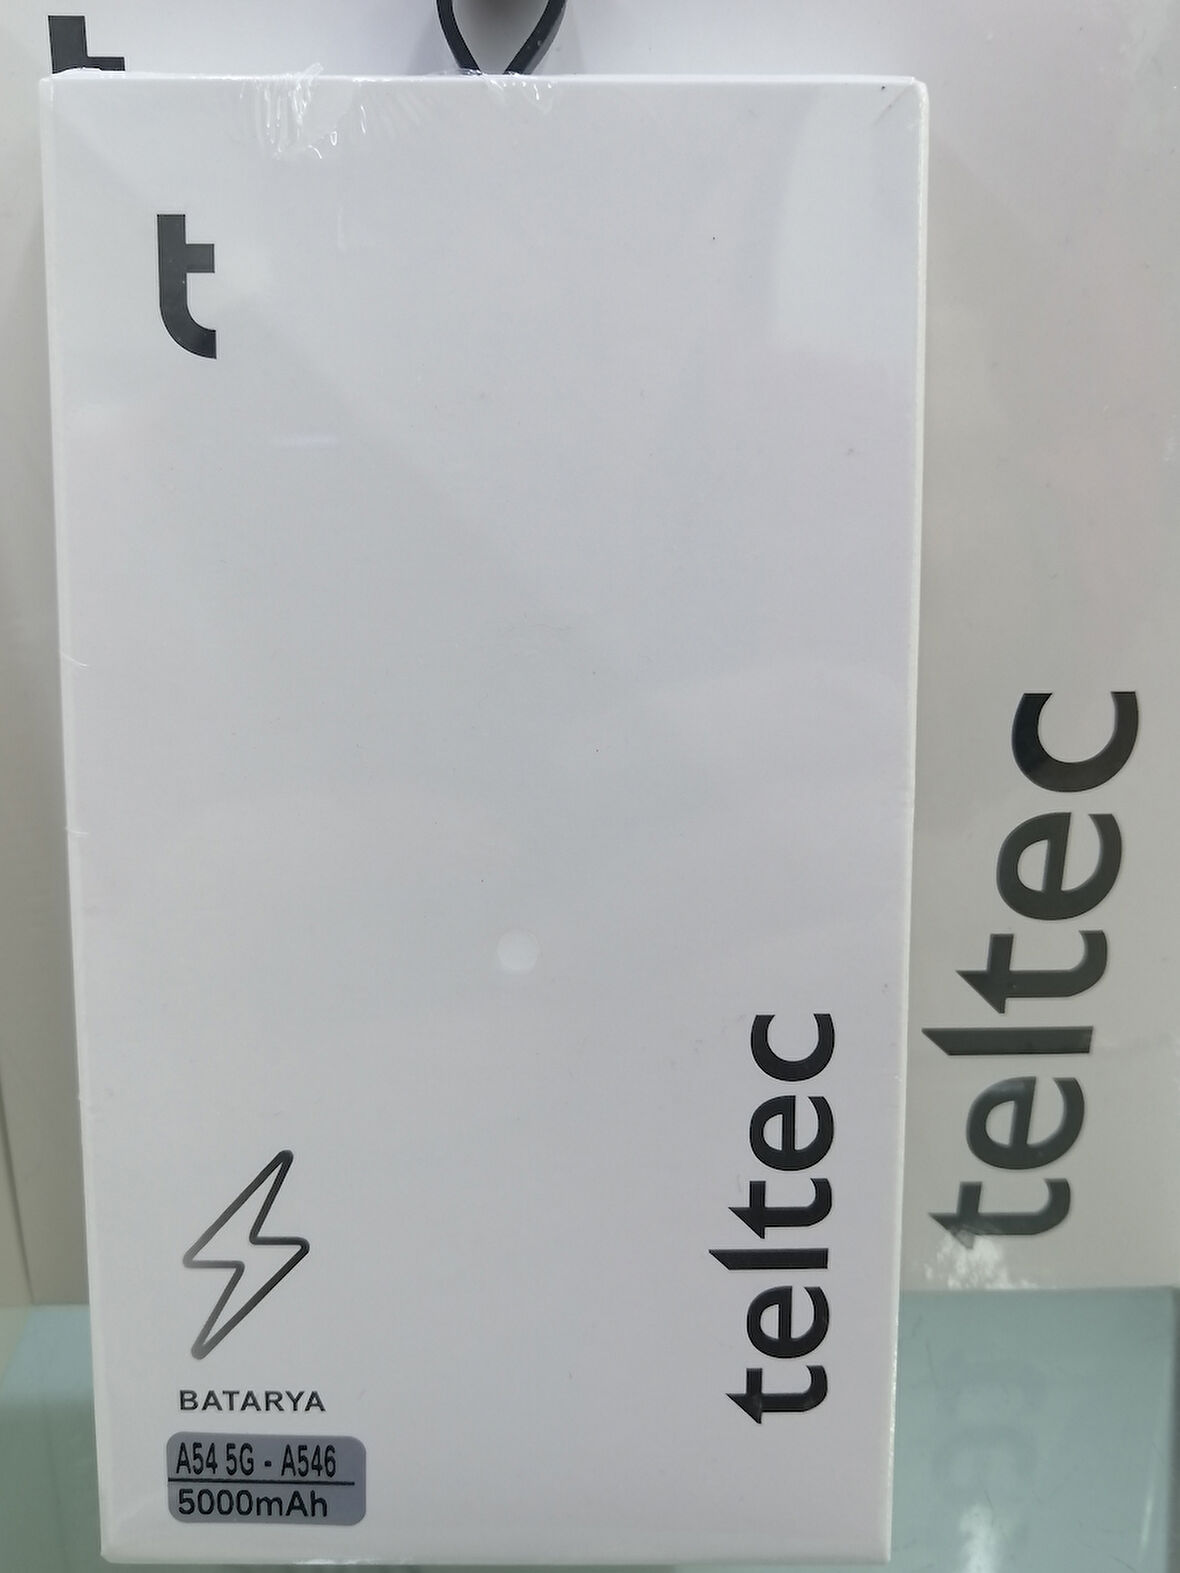 t
teltec
teltec
BATARYA
A54 5G - A546
5000mAh